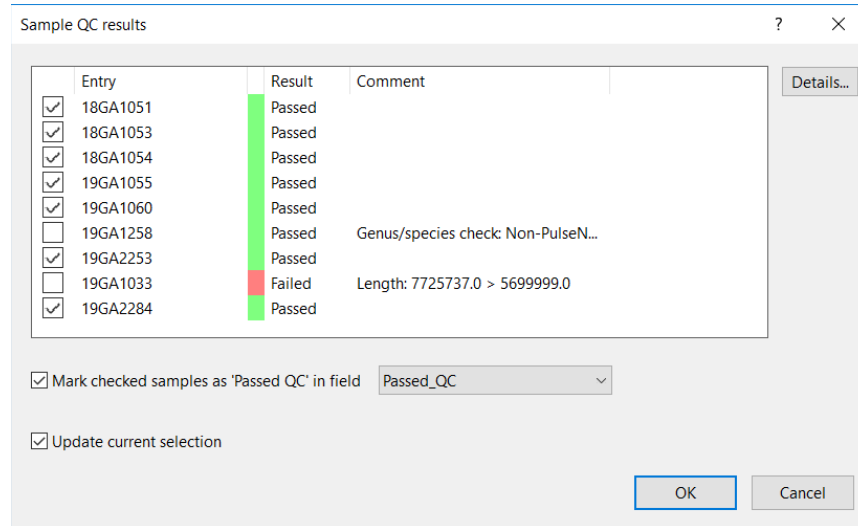 Sample QC results ?
Entry Result Comment
Details...
18GA1051 Passed
18GA1053 Passed
18GA1054 Passed
19GA1055 Passed
19GA1060 Passed
19GA1258 Passed Genus/species check: Non-PulseN...
19GA2253 Passed
19GA1033 Failed Length: 7725737.0 > 5699999.0
19GA2284 Passed
Mark checked samples as 'Passed QC' in field Passed_QC
Update current selection
OK Cancel